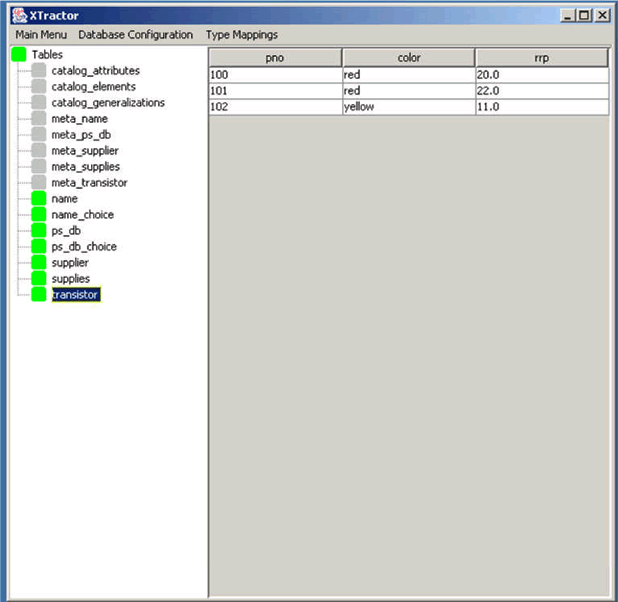 XTractor
Main Menu Database Configuration Type Mappings
Tables
catalog_attributes
catalog_elements
catalog_generalizations
meta_name
meta_ps_db
meta_supplier
meta_supplies
meta_transistor
name
name_choice
ps_db
ps_db_choice
supplier
supplies
transistor
pno color rrp
100 red 20.0
101 red 22.0
102 yellow 11.0